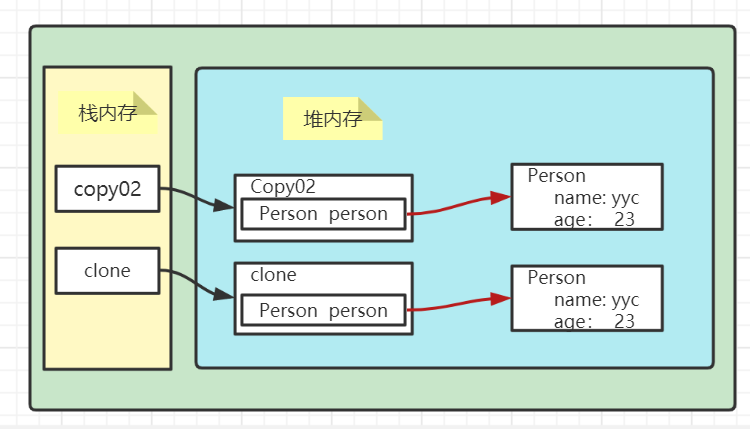 栈内存
堆内存
copy02
Copy02
Person person
Person
name: yyc
age: 23
clone
clone
Person person
Person
name: yyc
age: 23